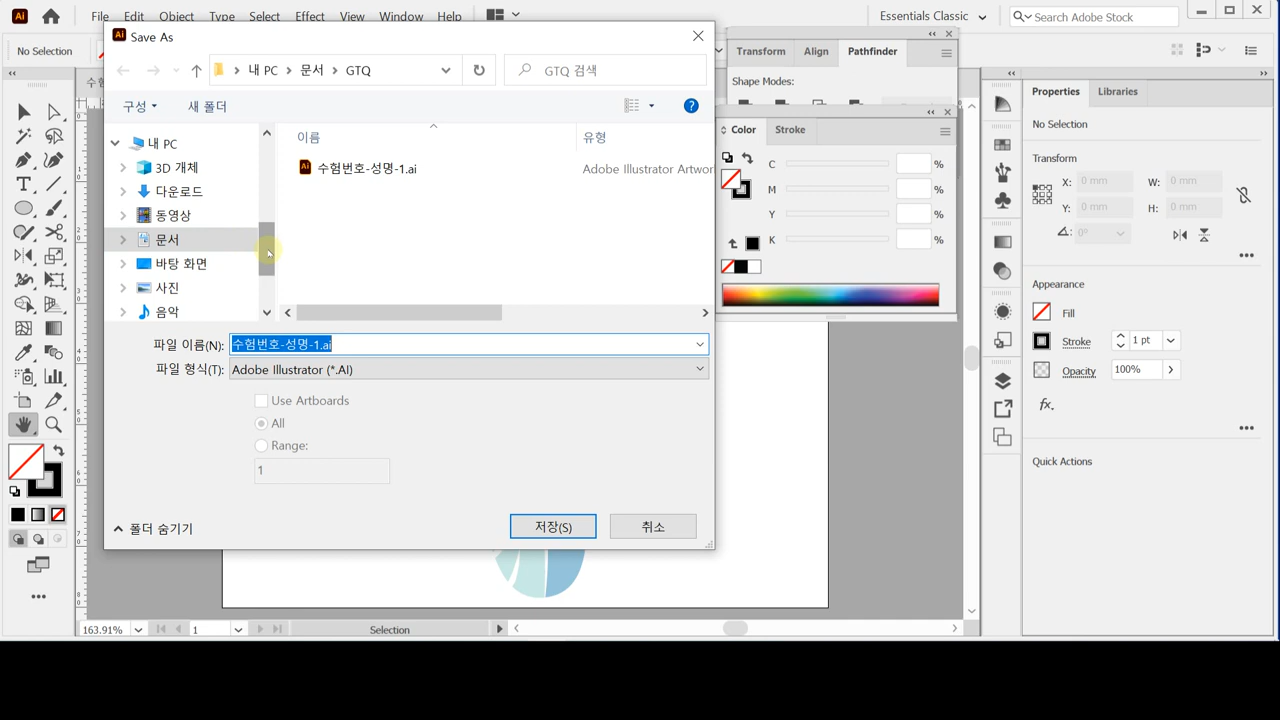 Ai File Edit Object Type Select Effect View Window Help Essentials Classic Search Adobe Stock
No Selection
Save As
내 PC 문서 GTQ
GTQ 검색
구성 새 폴더
내 PC
3D 개체
다운로드
동영상
문서
바탕 화면
사진
음악
이름 유형
수험번호-성명-1.ai Adobe Illustrator Artwor
파일 이름(N): 수험번호-성명-1.ai
파일 형식(T): Adobe Illustrator (*.AI)
Use Artboards
All
Range:
1
폴더 숨기기
저장(S) 취소
Transform Align Pathfinder
Shape Modes:
Color Stroke
C %
M %
Y %
K %
Properties Libraries
No Selection
Transform
X: 0 mm W: 0 mm
Y: 0 mm H: 0 mm
0°
Appearance
Fill
Stroke 1 pt
Opacity 100%
fx.
Quick Actions
163.91% 1 Selection